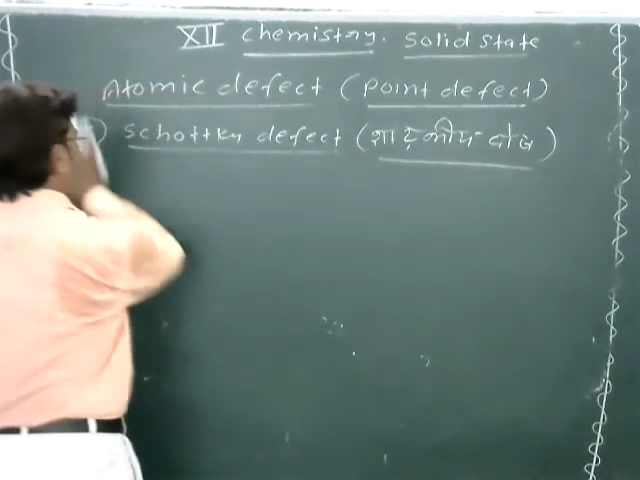 XII chemistry. Solid state
Atomic defect (Point defect)
) Schottky defect (शाट्कीय दोष)